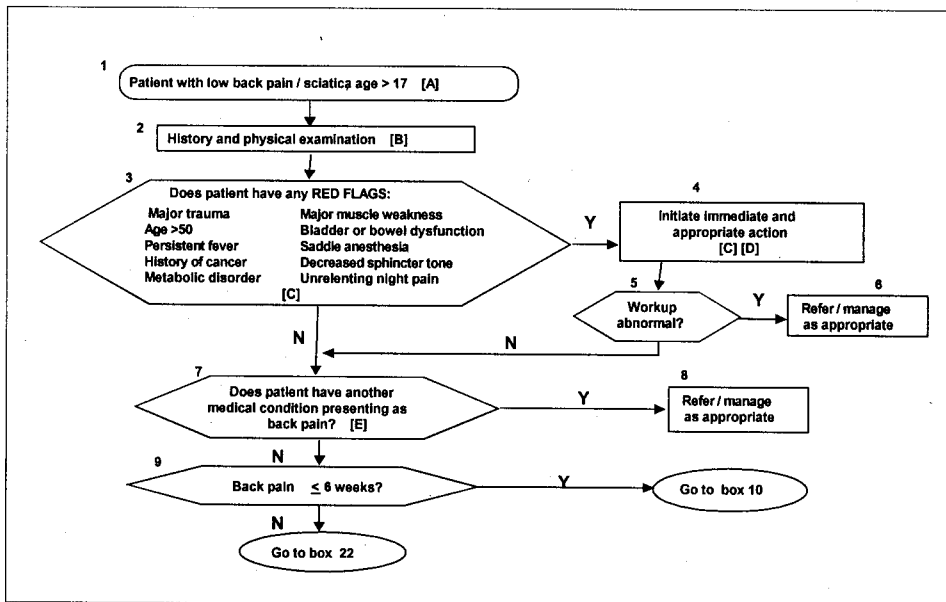 1
Patient with low back pain / sciatica age > 17 [A]
2
History and physical examination [B]
3
Does patient have any RED FLAGS:
Major trauma
Age >50
Persistent fever
History of cancer
Metabolic disorder
Major muscle weakness
Bladder or bowel dysfunction
Saddle anesthesia
Decreased sphincter tone
Unrelenting night pain
[C]
Y
4
Initiate immediate and
appropriate action
[C] [D]
5
Workup
abnormal?
Y
6
Refer / manage
as appropriate
N
N
7
Does patient have another
medical condition presenting as
back pain? [E]
Y
8
Refer / manage
as appropriate
N
9
Back pain ≤ 6 weeks?
Y
Go to box 10
N
Go to box 22